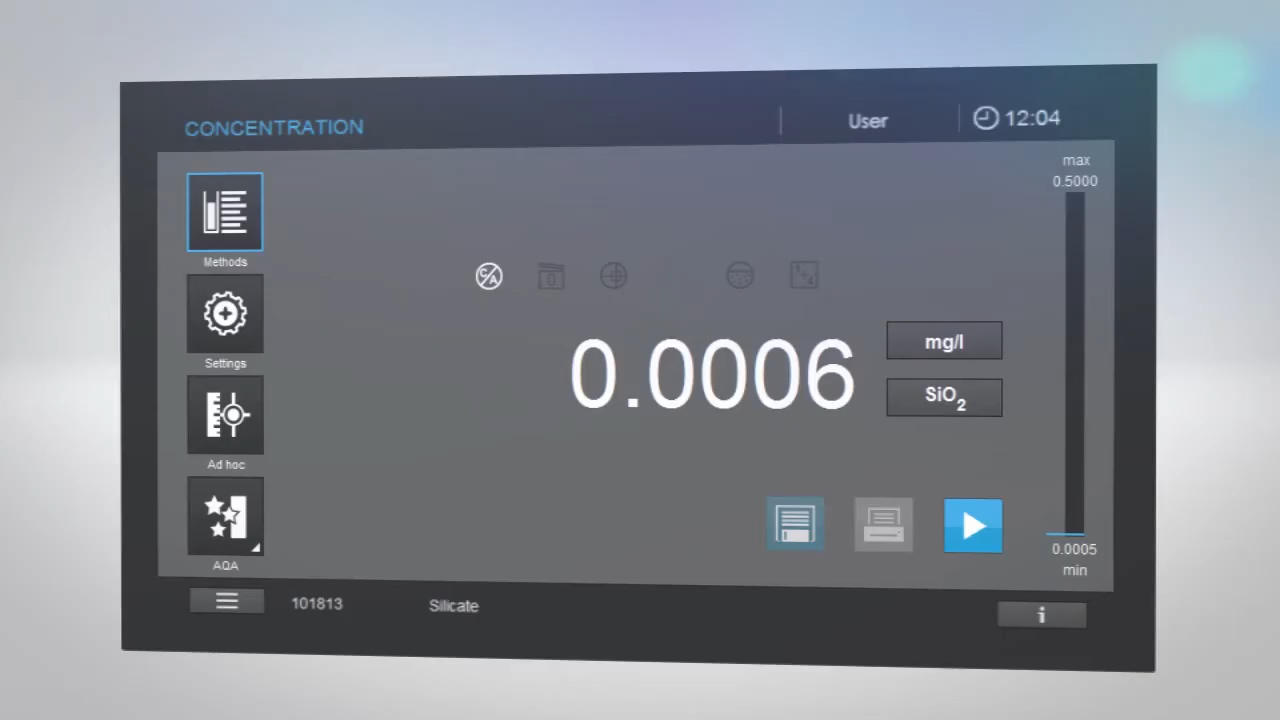 CONCENTRATION
User
12:04
max
0.5000
Methods
C/A
0
Settings
0.0006
mg/l
SiO2
Ad hoc
AQA
0.0005
min
101813
Silicate
i